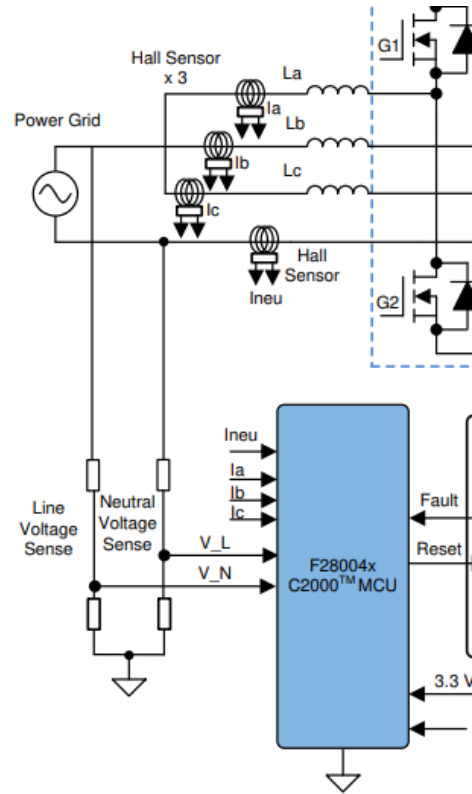 G1
Hall Sensor
x 3
La
Ia
Power Grid
Lb
Ib
Lc
Ic
Hall
Sensor
Ineu
G2
Ineu
Ia
Ib
Ic
Line
Voltage
Sense
Neutral
Voltage
Sense
V_L
V_N
F28004x
C2000™ MCU
Fault
Reset
3.3 V